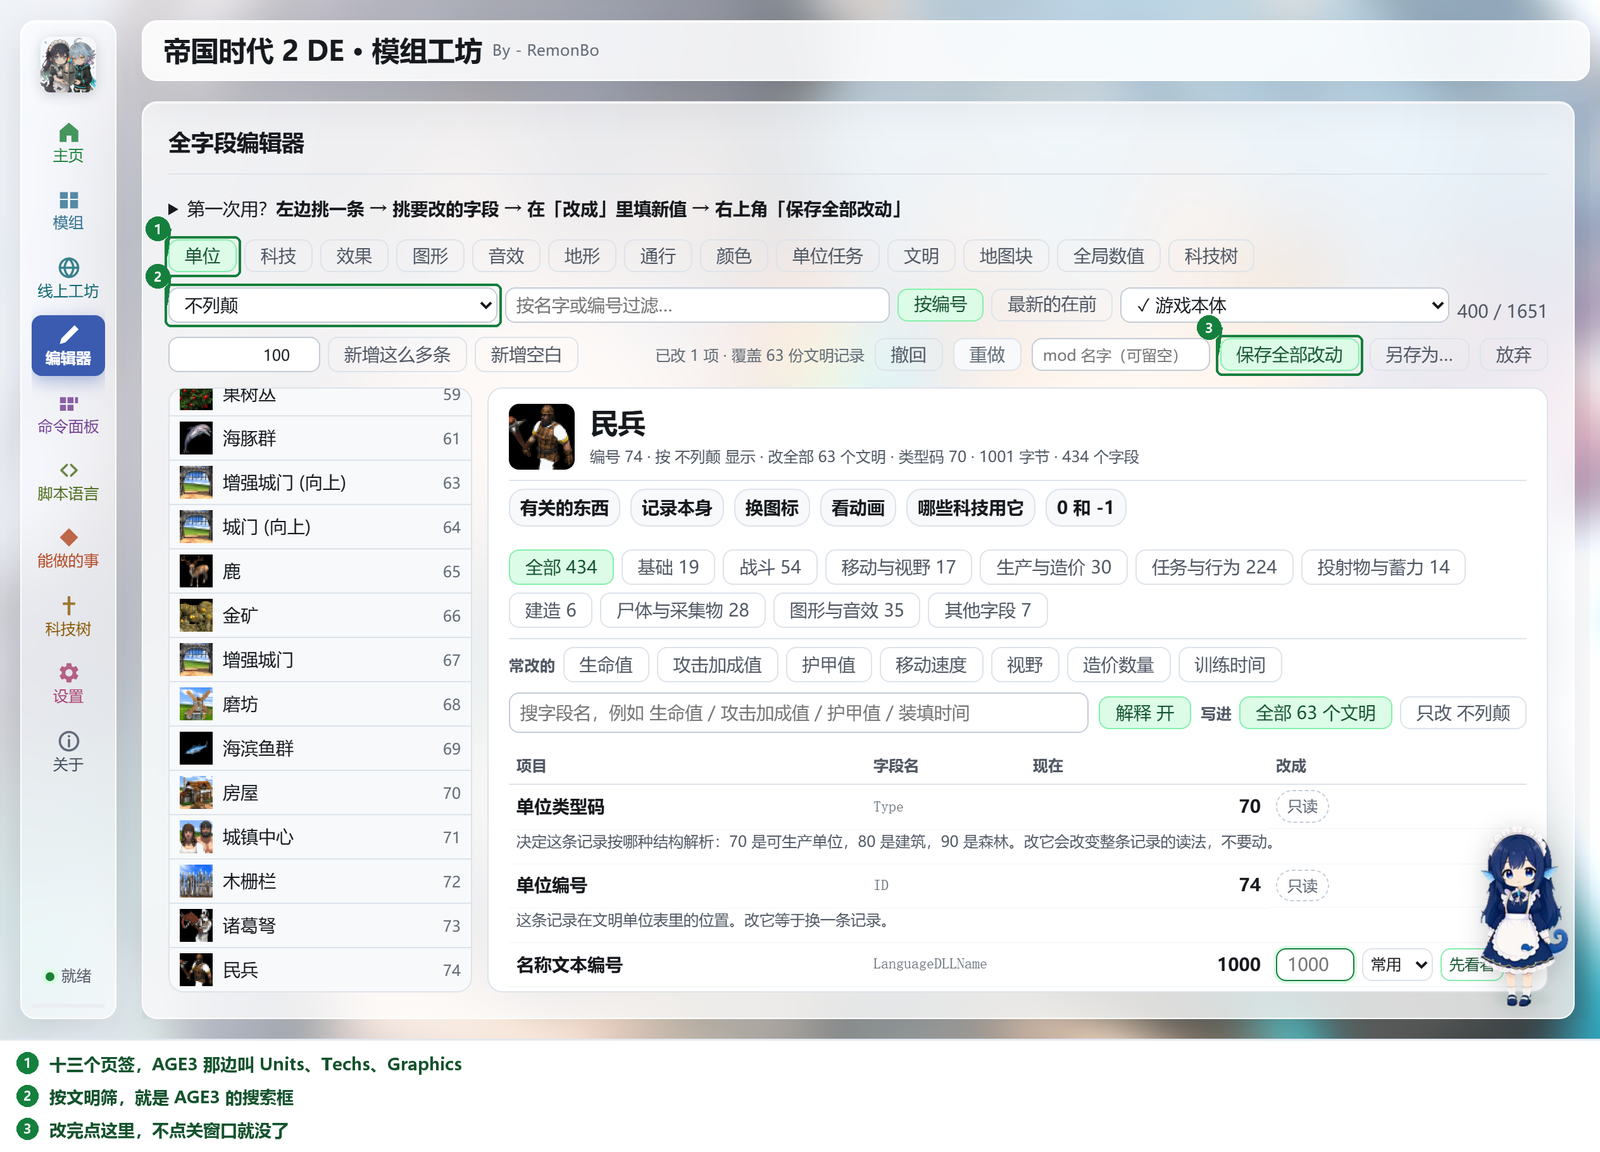 帝国时代 2 DE • 模组工坊 By - RemonBo
主页
模组
线上工坊
编辑器
命令面板
脚本语言
能做的事
科技树
设置
关于
就绪
全字段编辑器
▶ 第一次用？左边挑一条 → 挑要改的字段 → 在「改成」里填新值 → 右上角「保存全部改动」
1
单位 科技 效果 图形 音效 地形 通行 颜色 单位任务 文明 地图块 全局数值 科技树
2
不列颠 按名字或编号过滤... 按编号 最新的在前 ✓ 游戏本体 400 / 1651
3
100 新增这么多条 新增空白 已改 1 项 · 覆盖 63 份文明记录 撤回 重做 mod 名字（可留空） 保存全部改动 另存为... 放弃
果树丛 59
海豚群 61
增强城门 (向上) 63
城门 (向上) 64
鹿 65
金矿 66
增强城门 67
磨坊 68
海滨鱼群 69
房屋 70
城镇中心 71
木栅栏 72
诸葛弩 73
民兵 74
民兵
编号 74 · 按 不列颠 显示 · 改全部 63 个文明 · 类型码 70 · 1001 字节 · 434 个字段
有关的东西 记录本身 换图标 看动画 哪些科技用它 0 和 -1
全部 434 基础 19 战斗 54 移动与视野 17 生产与造价 30 任务与行为 224 投射物与蓄力 14
建造 6 尸体与采集物 28 图形与音效 35 其他字段 7
常改的 生命值 攻击加成值 护甲值 移动速度 视野 造价数量 训练时间
搜字段名，例如 生命值 / 攻击加成值 / 护甲值 / 装填时间 解释 开 写进 全部 63 个文明 只改 不列颠
项目 字段名 现在 改成
单位类型码 Type 70 只读
决定这条记录按哪种结构解析：70 是可生产单位，80 是建筑，90 是森林。改它会改变整条记录的读法，不要动。
单位编号 ID 74 只读
这条记录在文明单位表里的位置。改它等于换一条记录。
名称文本编号 LanguageDLLName 1000 1000 常用 先看看
1 十三个页签，AGE3 那边叫 Units、Techs、Graphics
2 按文明筛，就是 AGE3 的搜索框
3 改完点这里，不点关窗口就没了